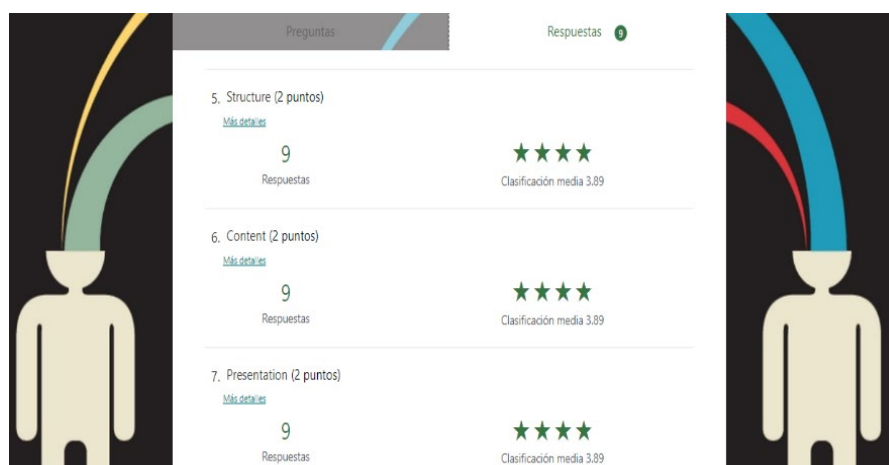 Preguntas
Respuestas 9
5. Structure (2 puntos)
Más detalles
9
Respuestas
Clasificación media 3.89
6. Content (2 puntos)
Más detalles
9
Respuestas
Clasificación media 3.89
7. Presentation (2 puntos)
Más detalles
9
Respuestas
Clasificación media 3.89